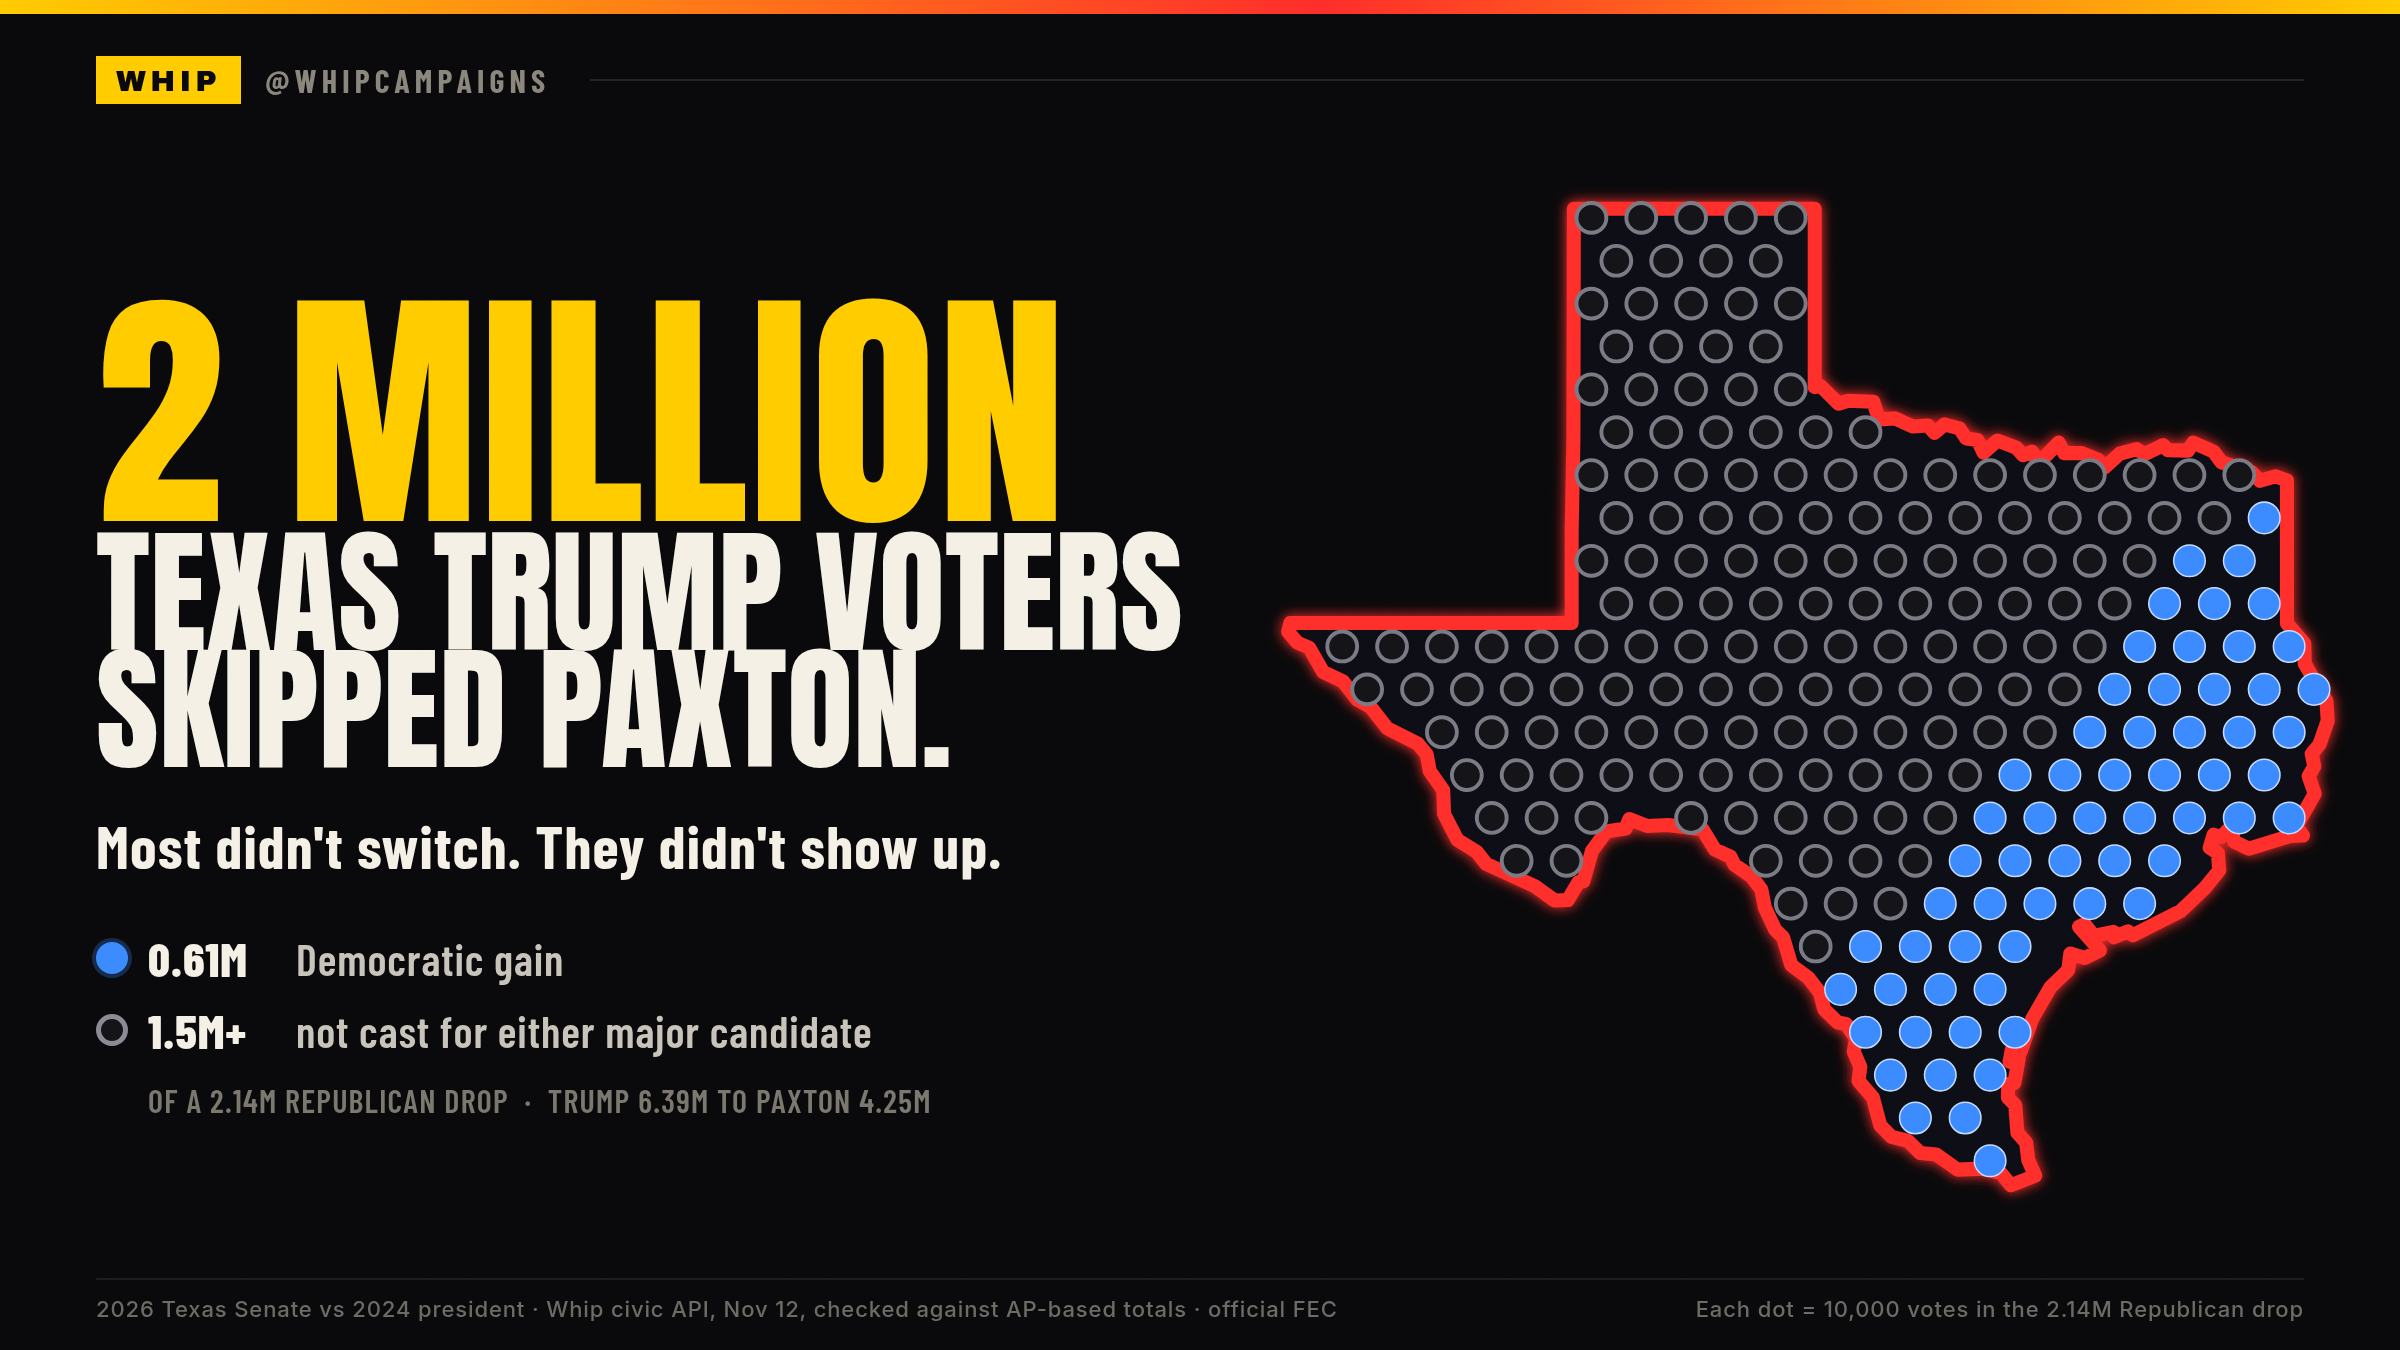 WHIP @WHIPCAMPAIGNS
2 MILLION
TEXAS TRUMP VOTERS
SKIPPED PAXTON.
Most didn't switch. They didn't show up.
0.61M Democratic gain
1.5M+ not cast for either major candidate
OF A 2.14M REPUBLICAN DROP · TRUMP 6.39M TO PAXTON 4.25M
2026 Texas Senate vs 2024 president · Whip civic API, Nov 12, checked against AP-based totals · official FEC
Each dot = 10,000 votes in the 2.14M Republican drop